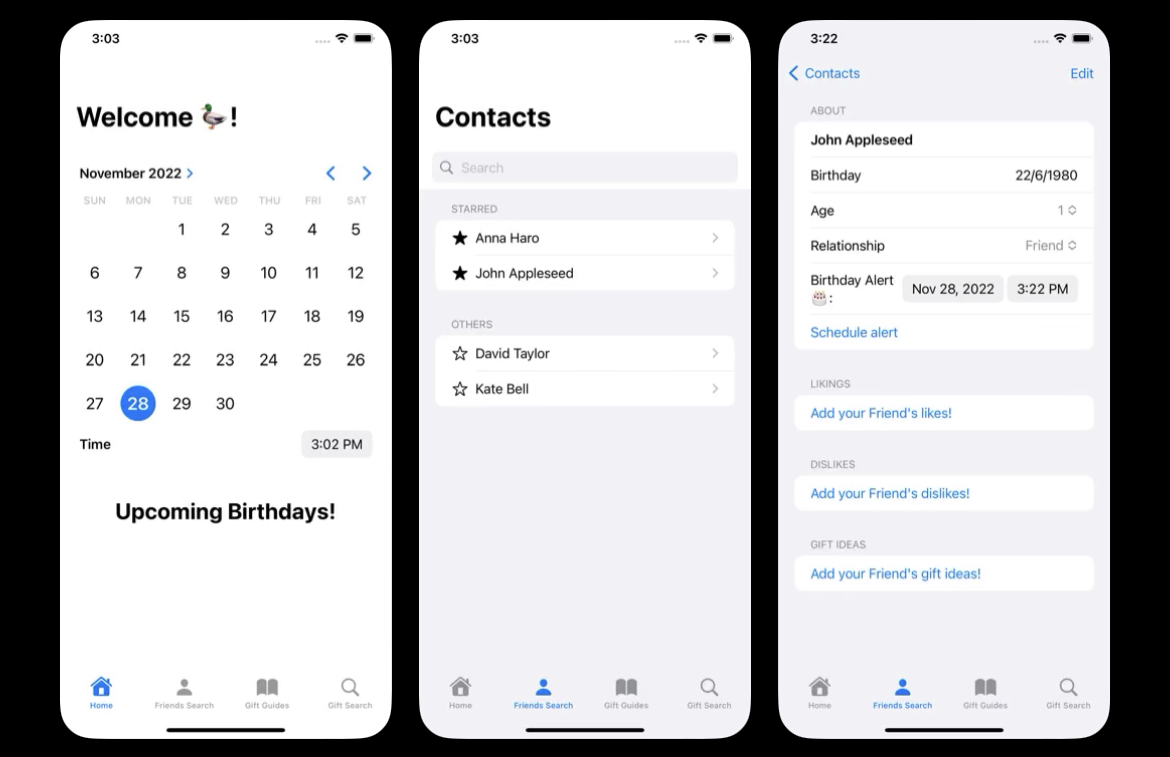 3:03
Welcome 🦆!
November 2022 >
SUN MON TUE WED THU FRI SAT
1 2 3 4 5
6 7 8 9 10 11 12
13 14 15 16 17 18 19
20 21 22 23 24 25 26
27 28 29 30
Time 3:02 PM
Upcoming Birthdays!
Home Friends Search Gift Guides Gift Search
3:03
Contacts
Search
STARRED
Anna Haro
John Appleseed
OTHERS
David Taylor
Kate Bell
Home Friends Search Gift Guides Gift Search
3:22
Contacts Edit
ABOUT
John Appleseed
Birthday 22/6/1980
Age 1
Relationship Friend
Birthday Alert Nov 28, 2022 3:22 PM
🎂:
Schedule alert
LIKINGS
Add your Friend's likes!
DISLIKES
Add your Friend's dislikes!
GIFT IDEAS
Add your Friend's gift ideas!
Home Friends Search Gift Guides Gift Search